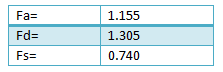 Fa= 1.155
Fd= 1.305
Fs= 0.740